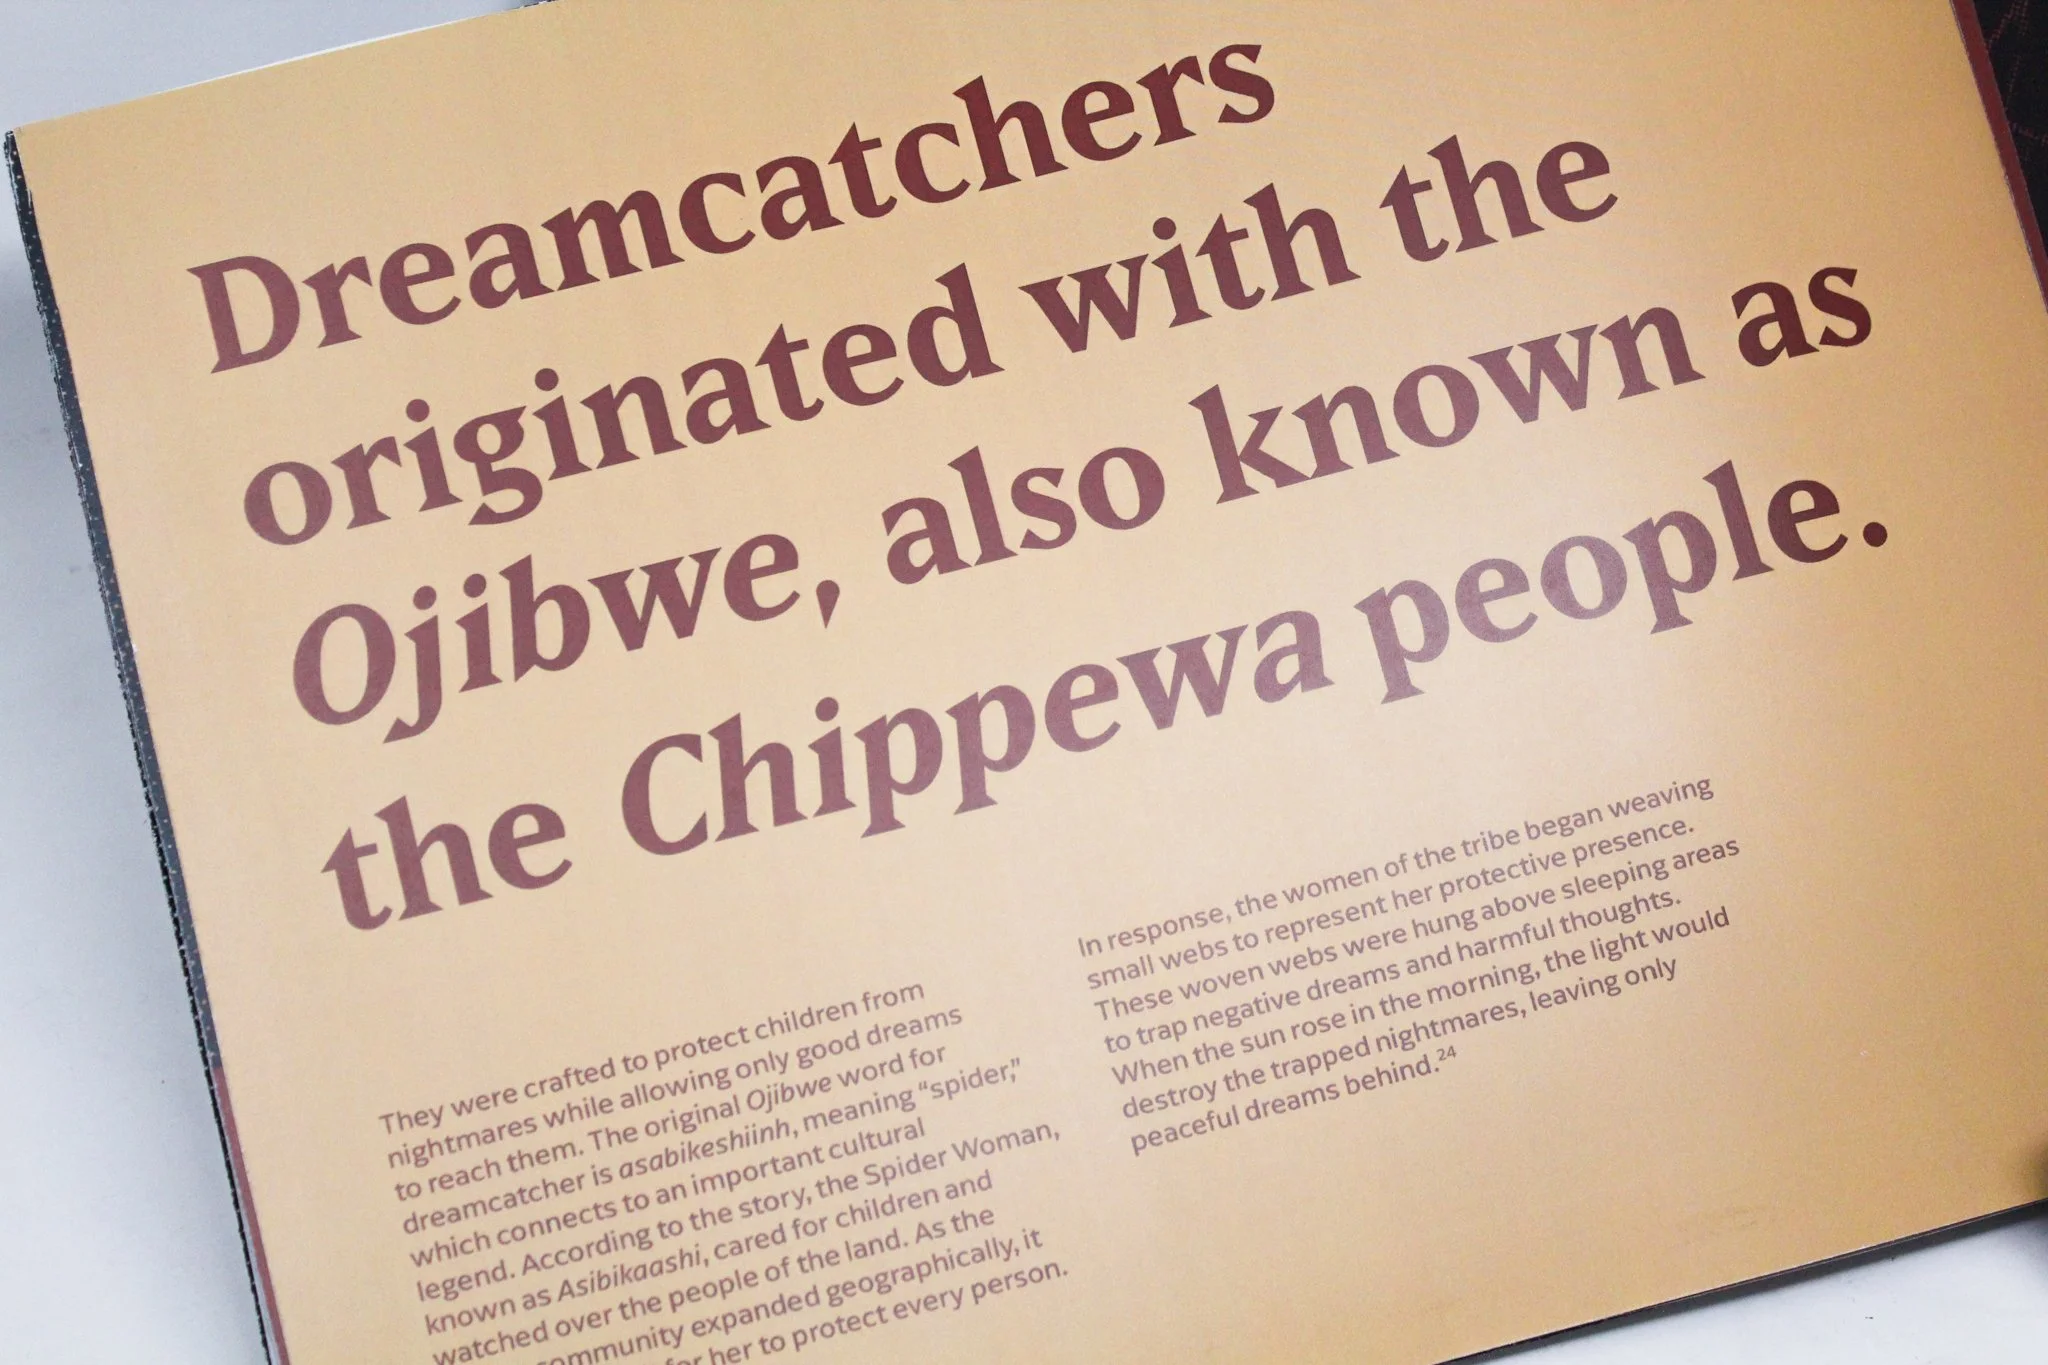 Dreamcatchers
originated with the
Ojibwe, also known as
the Chippewa people.
They were crafted to protect children from
nightmares while allowing only good dreams
to reach them. The original Ojibwe word for
dreamcatcher is asabikeshiinh, meaning “spider,”
which connects to an important cultural
legend. According to the story, the Spider Woman,
known as Asibikaashi, cared for children and
watched over the people of the land. As the
community expanded geographically, it
for her to protect every person.
In response, the women of the tribe began weaving
small webs to represent her protective presence.
These woven webs were hung above sleeping areas
to trap negative dreams and harmful thoughts.
When the sun rose in the morning, the light would
destroy the trapped nightmares, leaving only
peaceful dreams behind.24